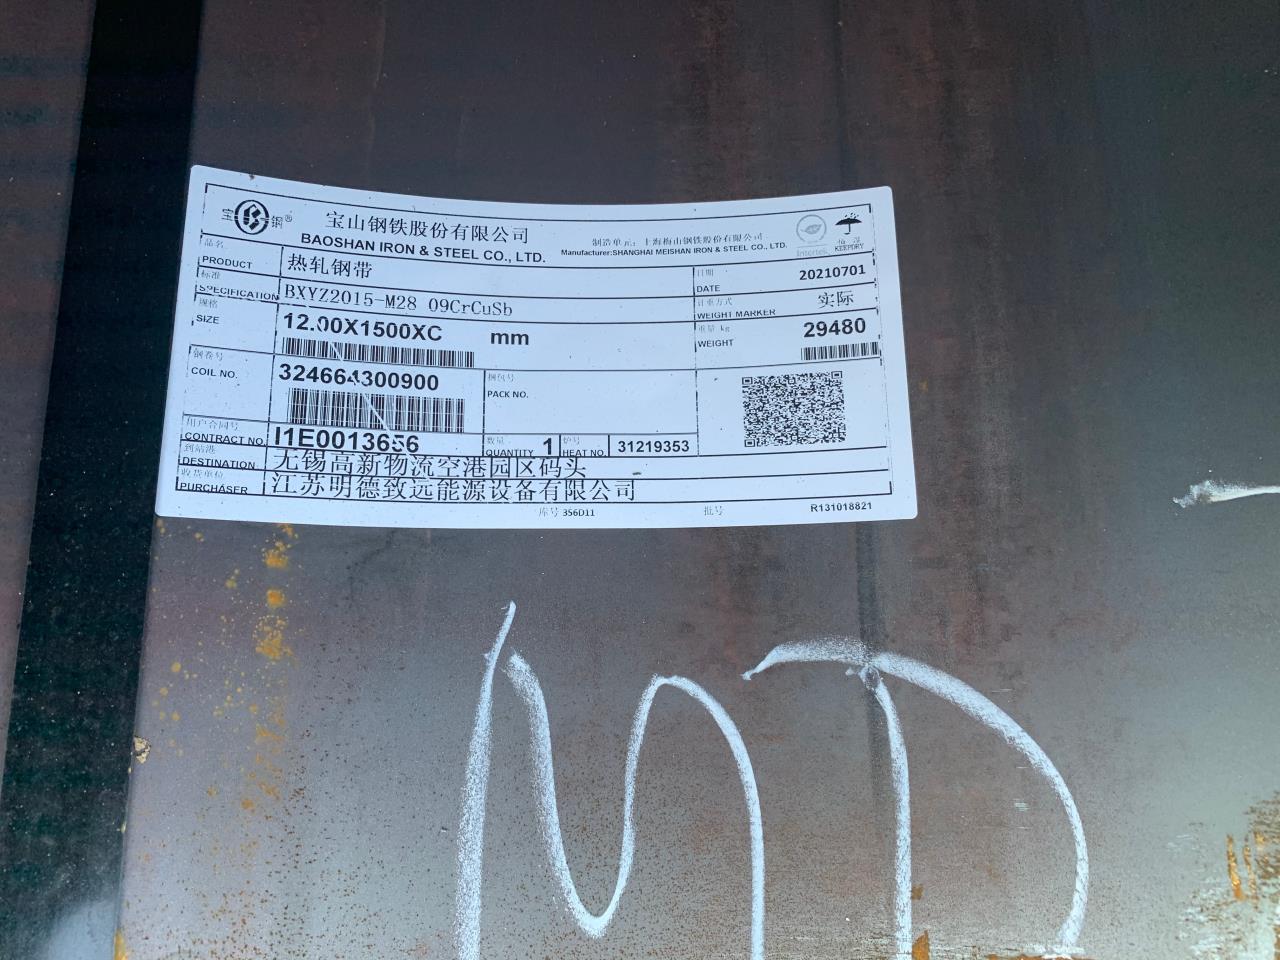 宝 钢®
宝山钢铁股份有限公司
BAOSHAN IRON & STEEL CO., LTD.
制造单元: 上海梅山钢铁股份有限公司
Manufacturer:SHANGHAI MEISHAN IRON & STEEL CO., LTD.
Intertek
KEEPDRY
品名
PRODUCT 热轧钢带
日期
DATE 20210701
标准
SPECIFICATION BXYZ2015-M28 09CrCuSb
计重方式
WEIGHT MARKER 实际
规格
SIZE 12.00X1500XC mm
重量 kg
WEIGHT 29480
钢卷号
COIL NO. 324664300900
捆包号
PACK NO.
用户合同号
CONTRACT NO. I1E0013656
数量
QUANTITY 1
炉号
HEAT NO. 31219353
到站港
DESTINATION 无锡高新物流空港园区码头
收货单位
PURCHASER 江苏明德致远能源设备有限公司
库号 356D11 批号 R131018821
MD